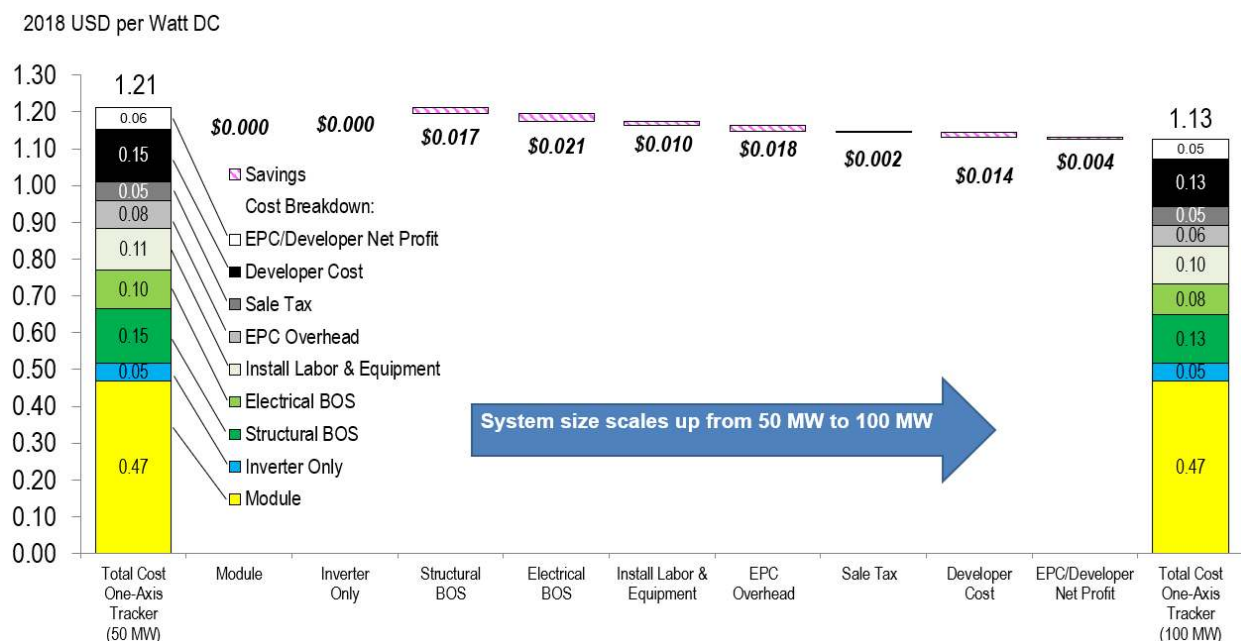 2018 USD per Watt DC
1.30
1.20
1.10
1.00
0.90
0.80
0.70
0.60
0.50
0.40
0.30
0.20
0.10
0.00
1.21
0.06
0.15
0.05
0.08
0.11
0.10
0.15
0.05
0.47
$0.000
$0.000
$0.017
$0.021
$0.010
$0.018
$0.002
$0.014
$0.004
Savings
Cost Breakdown:
EPC/Developer Net Profit
Developer Cost
Sale Tax
EPC Overhead
Install Labor & Equipment
Electrical BOS
Structural BOS
Inverter Only
Module
System size scales up from 50 MW to 100 MW
1.13
0.05
0.13
0.05
0.06
0.10
0.08
0.13
0.05
0.47
Total Cost
One-Axis
Tracker
(50 MW)
Module
Inverter
Only
Structural
BOS
Electrical
BOS
Install Labor &
Equipment
EPC
Overhead
Sale Tax
Developer
Cost
EPC/Developer
Net Profit
Total Cost
One-Axis
Tracker
(100 MW)